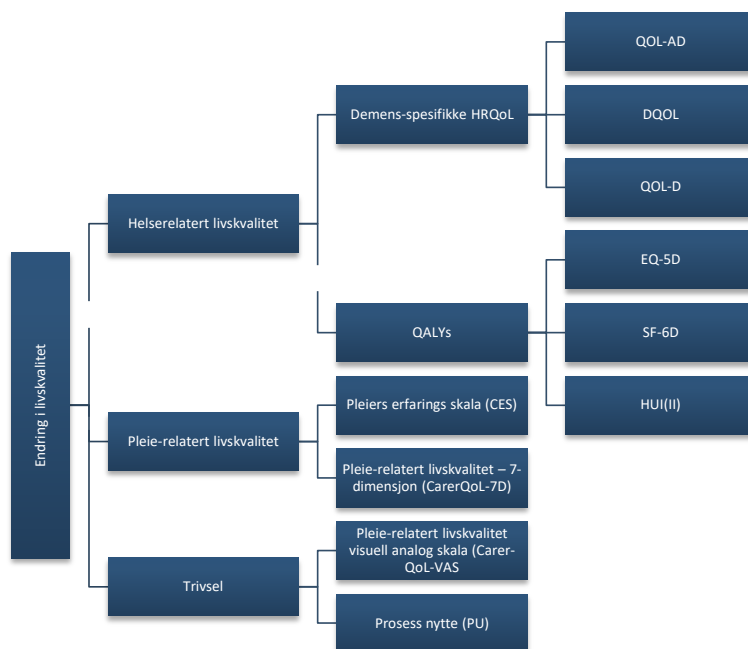 Endring i livskvalitet
Helserelatert livskvalitet
Demens-spesifikke HRQoL
QOL-AD
DQOL
QOL-D
QALYs
EQ-5D
SF-6D
HUI(II)
Pleie-relatert livskvalitet
Pleiers erfarings skala (CES)
Pleie-relatert livskvalitet – 7-
dimensjon (CarerQoL-7D)
Trivsel
Pleie-relatert livskvalitet
visuell analog skala (Carer-
QoL-VAS
Prosess nytte (PU)